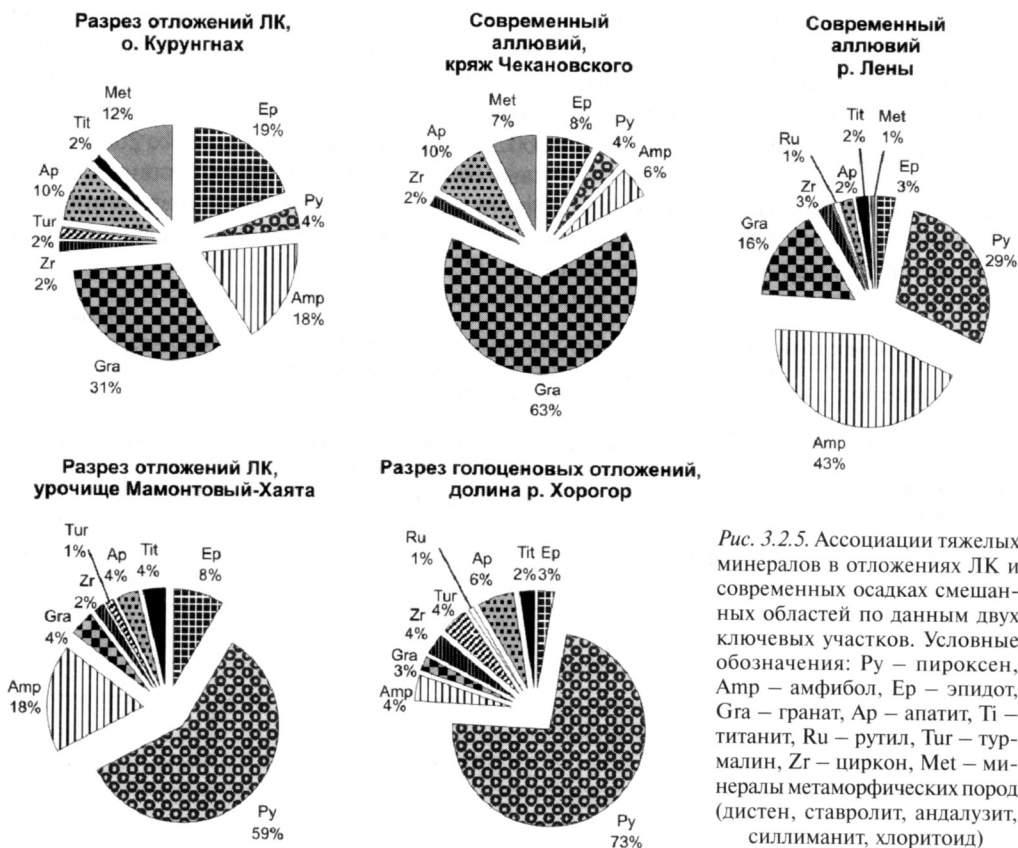 Разрез отложений ЛК,
о. Курунгнах
Met
12%
Ep
19%
Tit
2%
Ap
10%
Py
4%
Tur
2%
Zr
2%
Amp
18%
Gra
31%
Современный
аллювий,
кряж Чекановского
Met
7%
Ep
8%
Py
4%
Amp
6%
Ap
10%
Zr
2%
Gra
63%
Современный
аллювий
р. Лены
Tit
2%
Met
1%
Ru
1%
Ap
2%
Ep
3%
Zr
3%
Gra
16%
Py
29%
Amp
43%
Разрез отложений ЛК,
урочище Мамонтовый-Хаята
Tur
1%
Ap
4%
Tit
4%
Ep
8%
Zr
2%
Gra
4%
Amp
18%
Py
59%
Разрез голоценовых отложений,
долина р. Хорогор
Ru
1%
Ap
6%
Tit
2%
Ep
3%
Tur
4%
Zr
4%
Gra
3%
Amp
4%
Py
73%
Рис. 3.2.5. Ассоциации тяжелых
минералов в отложениях ЛК и
современных осадках смешан-
ных областей по данным двух
ключевых участков. Условные
обозначения: Py – пироксен,
Amp – амфибол, Ep – эпидот,
Gra – гранат, Ap – апатит, Ti –
титанит, Ru – рутил, Tur – тур-
малин, Zr – циркон, Met – ми-
нералы метаморфических пород
(дистен, ставролит, андалузит,
силлиманит, хлоритоид)